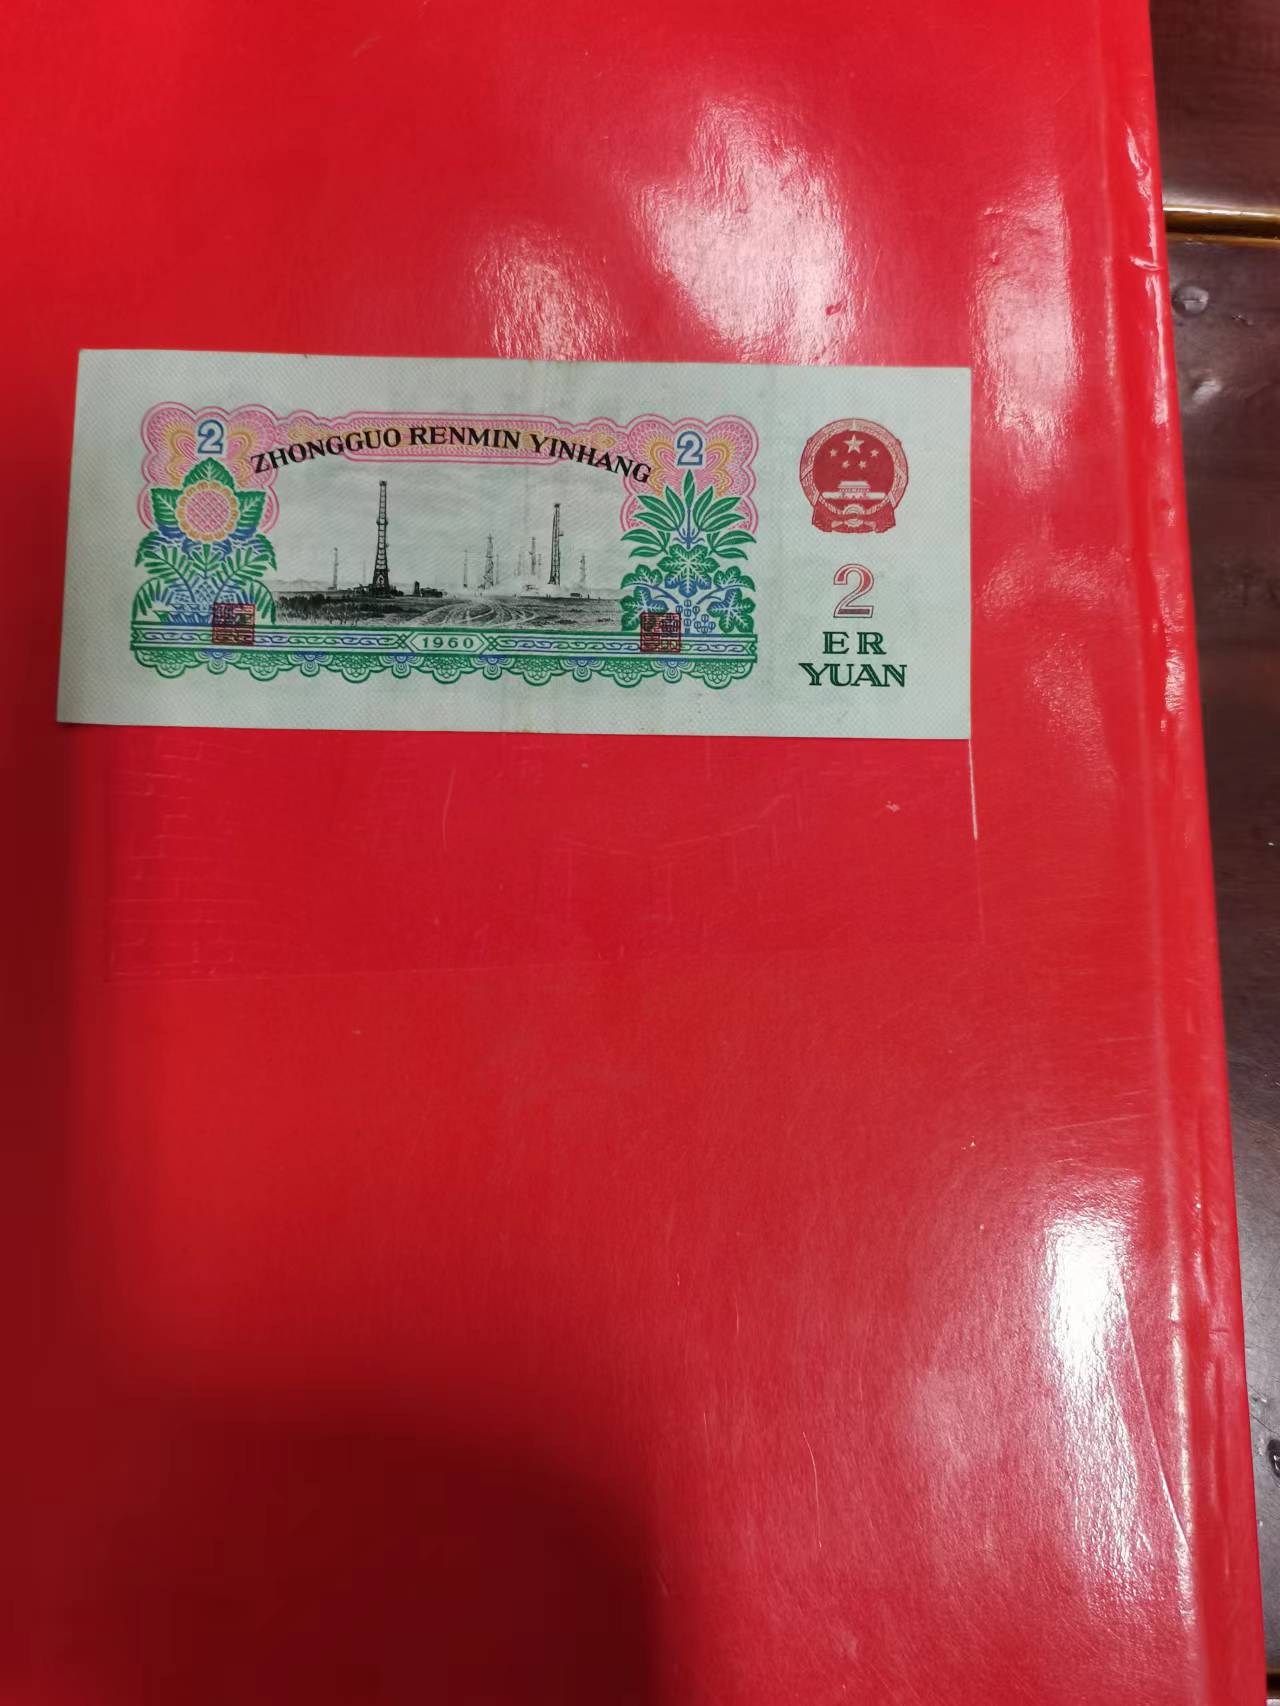 2
ZHONGGUO RENMIN YINHANG
2
1960
2
ER
YUAN